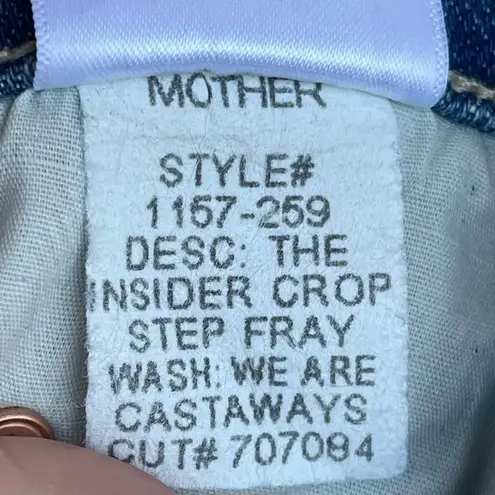 MOTHER
STYLE#
1157-259
DESC: THE
INSIDER CROP
STEP FRAY
WASH: WE ARE
CASTAWAYS
CUT# 707084